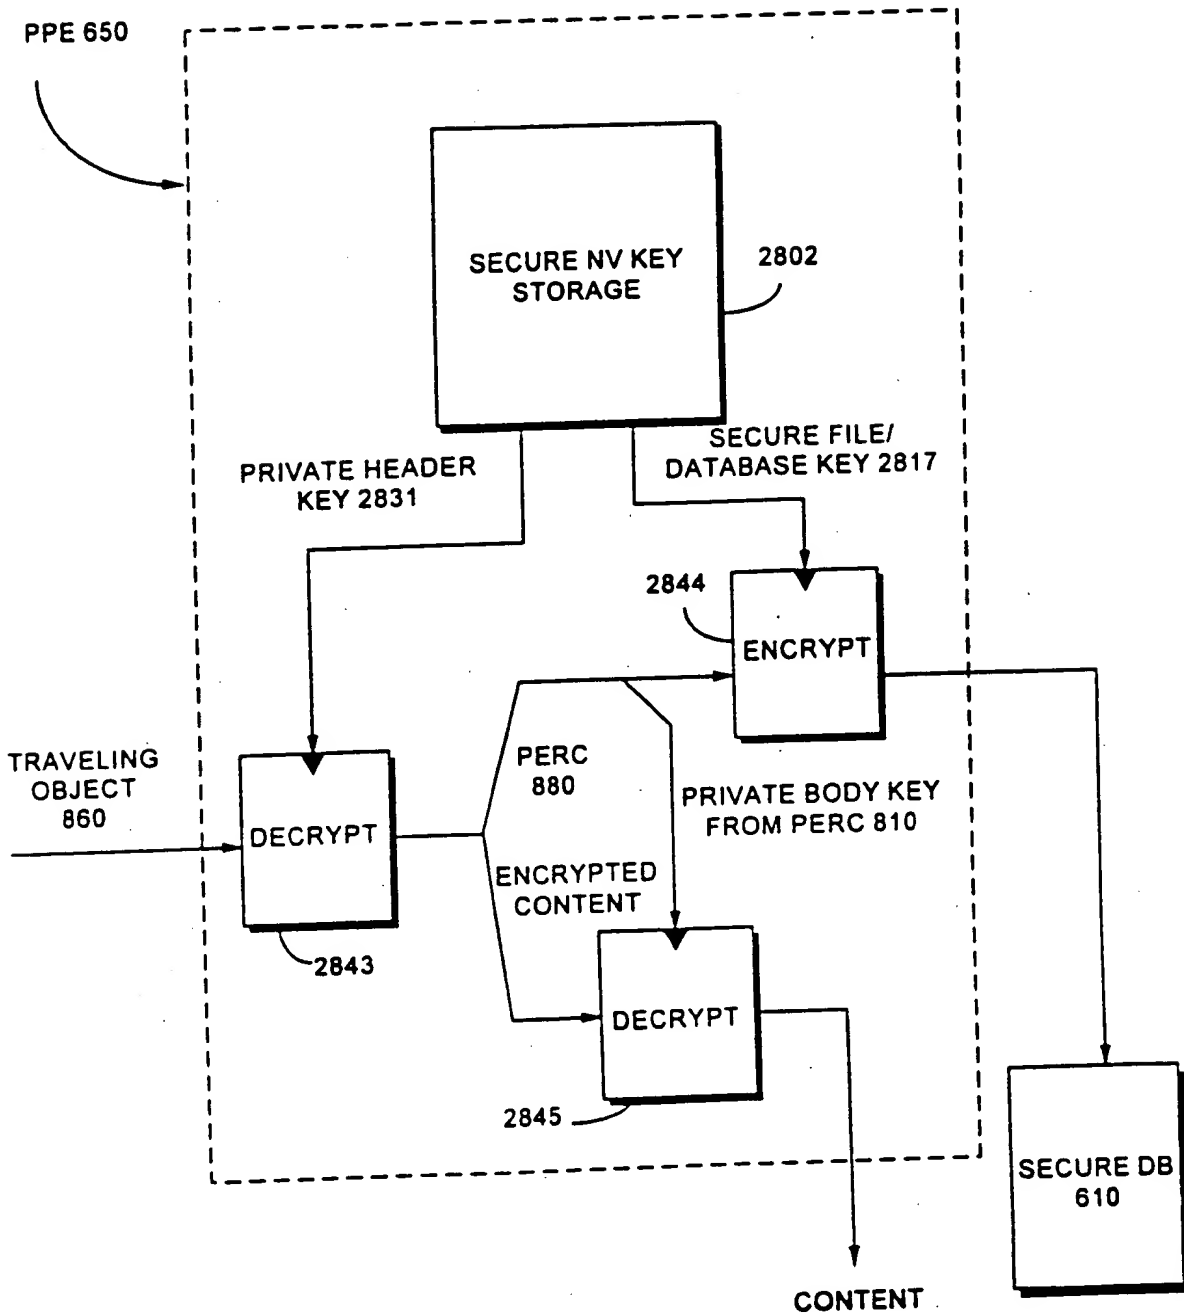 PPE 650
SECURE NV KEY
STORAGE
2802
PRIVATE HEADER
KEY 2831
SECURE FILE/
DATABASE KEY 2817
2844
ENCRYPT
TRAVELING
OBJECT
860
DECRYPT
PERC
880
PRIVATE BODY KEY
FROM PERC 810
ENCRYPTED
CONTENT
2843
DECRYPT
2845
SECURE DB
610
CONTENT